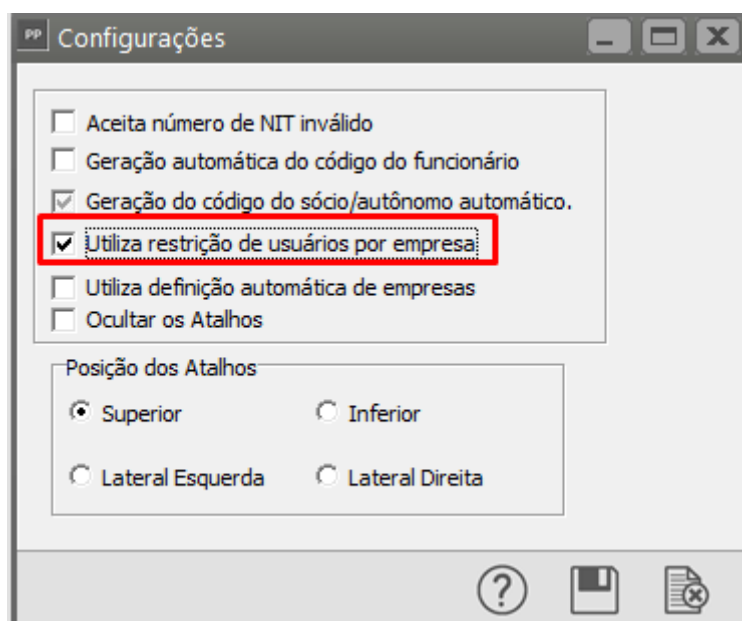 PP Configurações
Aceita número de NIT inválido
Geração automática do código do funcionário
Geração do código do sócio/autônomo automático.
Utiliza restrição de usuários por empresa
Utiliza definição automática de empresas
Ocultar os Atalhos
Posição dos Atalhos
Superior Inferior
Lateral Esquerda Lateral Direita
?